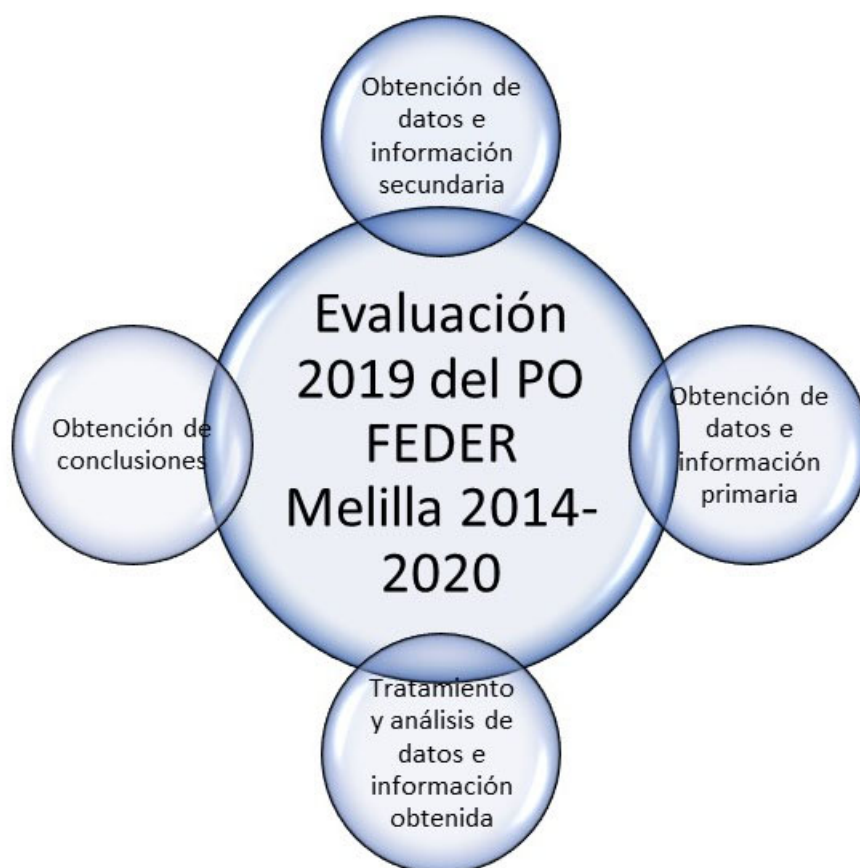 Obtención de
datos e
información
secundaria
Evaluación
2019 del PO
FEDER
Melilla 2014-
2020
Obtención de
datos e
información
primaria
Tratamiento
y análisis de
datos e
información
obtenida
Obtención de
conclusiones